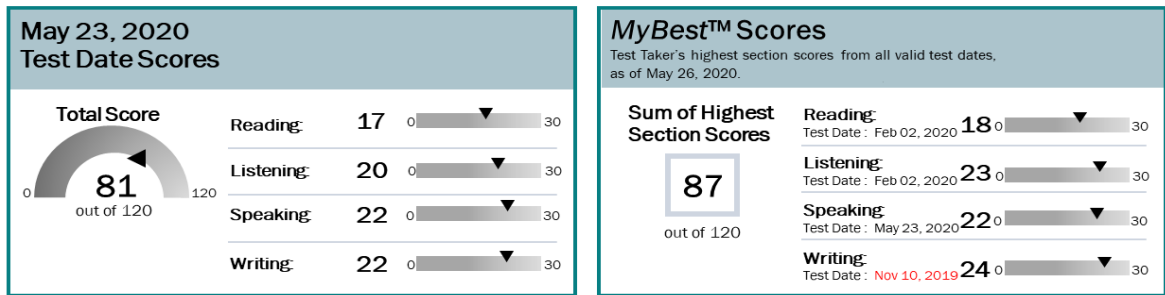 May 23, 2020
Test Date Scores
Total Score
0
81
120
out of 120
Reading: 17 0 30
Listening: 20 0 30
Speaking: 22 0 30
Writing: 22 0 30
MyBest™ Scores
Test Taker's highest section scores from all valid test dates,
as of May 26, 2020.
Sum of Highest
Section Scores
87
out of 120
Reading:
Test Date : Feb 02, 2020 18 0 30
Listening:
Test Date : Feb 02, 2020 23 0 30
Speaking:
Test Date : May 23, 2020 22 0 30
Writing:
Test Date : Nov 10, 2019 24 0 30